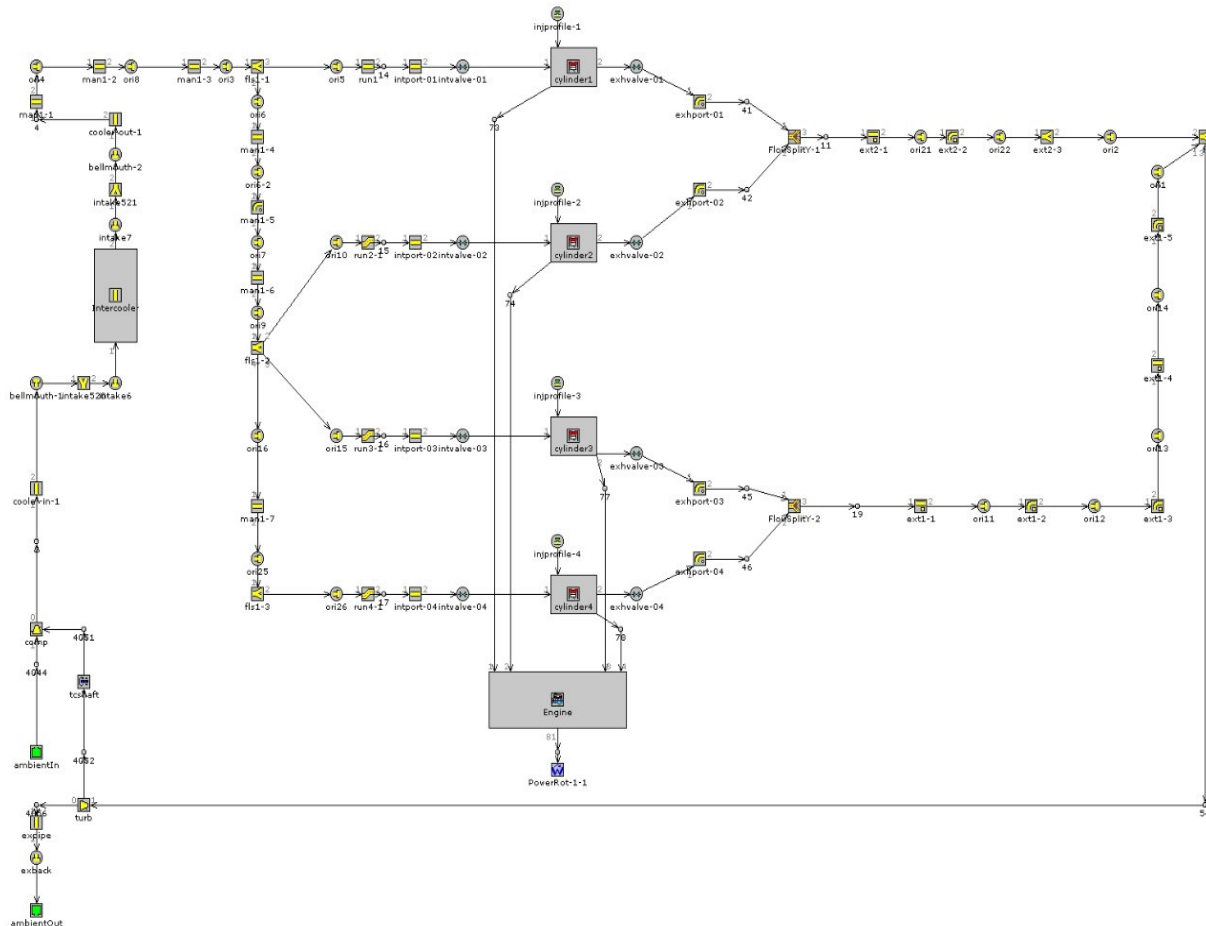 injprofile-1
ori4 man1-2 ori8 man1-3 ori3 fls1-1 ori5 run1 14 intport-01 intvalve-01 cylinder1 exhvalve-01
man1-1
4
coolerout-1
ori6
73
exhport-01
41
man1-4
FlowSplitY-1 11 ext2-1 ori21 ext2-2 ori22 ext2-3 ori2
bellmouth-2
ori6-2
ori1
intake521
injprofile-2
exhport-02
42
man1-5
intake7
ext1-5
ori7
ori10 run2-1 15 intport-02 intvalve-02 cylinder2 exhvalve-02
man1-6
74
Intercooler
ori14
ori9
fls1-2
ext1-4
bellmouth-1 intake6
injprofile-3
ori16 ori15 run3-1 16 intport-03 intvalve-03 cylinder3 exhvalve-03
ori13
cooler-in-1
77
exhport-03
45
man1-7
FlowSplitY-2 19 ext1-1 ori11 ext1-2 ori12 ext1-3
injprofile-4
ori25
exhport-04
46
fls1-3 ori26 run4-1 17 intport-04 intvalve-04 cylinder4 exhvalve-04
comp
4051
78
4044
tcshaft
Engine
81
4052
ambientIn
PowerRot-1-1
turb
expipe
exback
ambientOut